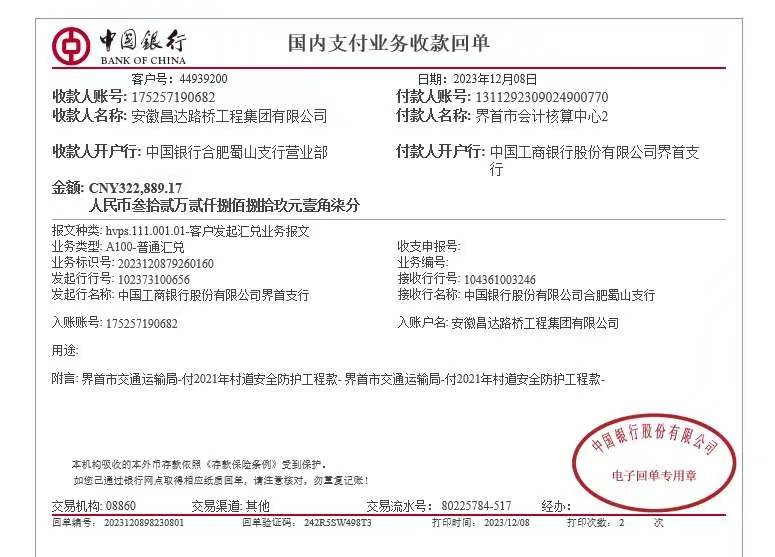 中国银行
BANK OF CHINA
国内支付业务收款回单
客户号：44939200 日期：2023年12月08日
收款人账号：175257190682 付款人账号：1311292309024900770
收款人名称：安徽昌达路桥工程集团有限公司 付款人名称：界首市会计核算中心2
收款人开户行：中国银行合肥蜀山支行营业部 付款人开户行：中国工商银行股份有限公司界首支
行
金额：CNY322,889.17
人民币叁拾贰万贰仟捌佰捌拾玖元壹角柒分
报文种类：hvps.111.001.01-客户发起汇兑业务报文
业务类型：A100-普通汇兑 收支申报号：
业务标识号：2023120879260160 业务编号：
发起行行号：102373100656 接收行行号：104361003246
发起行名称：中国工商银行股份有限公司界首支行 接收行名称：中国银行股份有限公司合肥蜀山支行
入账账号：175257190682 入账户名：安徽昌达路桥工程集团有限公司
用途：
附言：界首市交通运输局-付2021年村道安全防护工程款- 界首市交通运输局-付2021年村道安全防护工程款-
中国银行股份有限公司
电子回单专用章
本机构吸收的本外币存款依照《存款保险条例》受到保护。
如您已通过银行网点取得相应纸质回单，请注意核对，勿重复记账！
交易机构：08860 交易渠道：其他 交易流水号：80225784-517 经办：
回单编号：2023120898230801 回单验证码：242R5SW498T3 打印时间：2023/12/08 打印次数：2 次